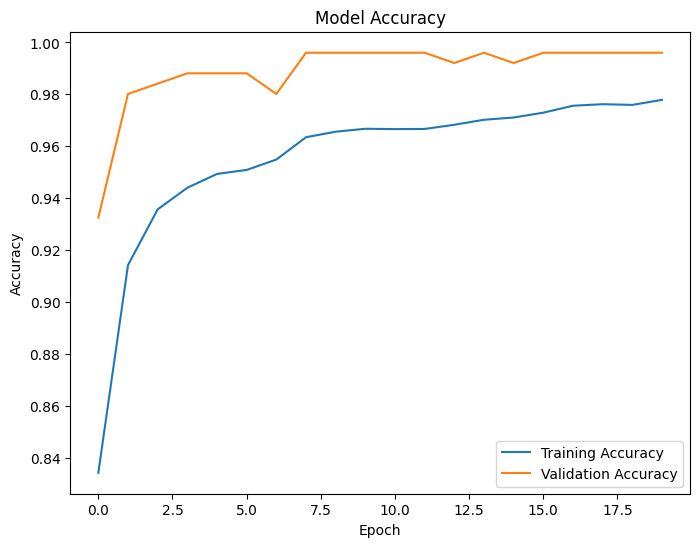 Model Accuracy
1.00
0.98
0.96
0.94
0.92
0.90
0.88
0.86
0.84
Accuracy
Training Accuracy
Validation Accuracy
0.0 2.5 5.0 7.5 10.0 12.5 15.0 17.5
Epoch